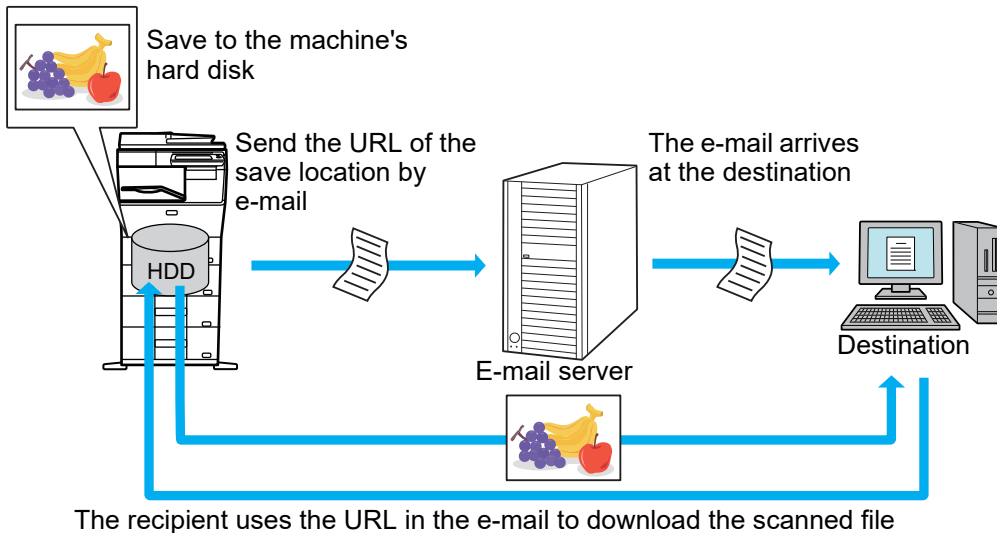 Save to the machine's
hard disk
Send the URL of the
save location by
e-mail
The e-mail arrives
at the destination
HDD
E-mail server
Destination
The recipient uses the URL in the e-mail to download the scanned file